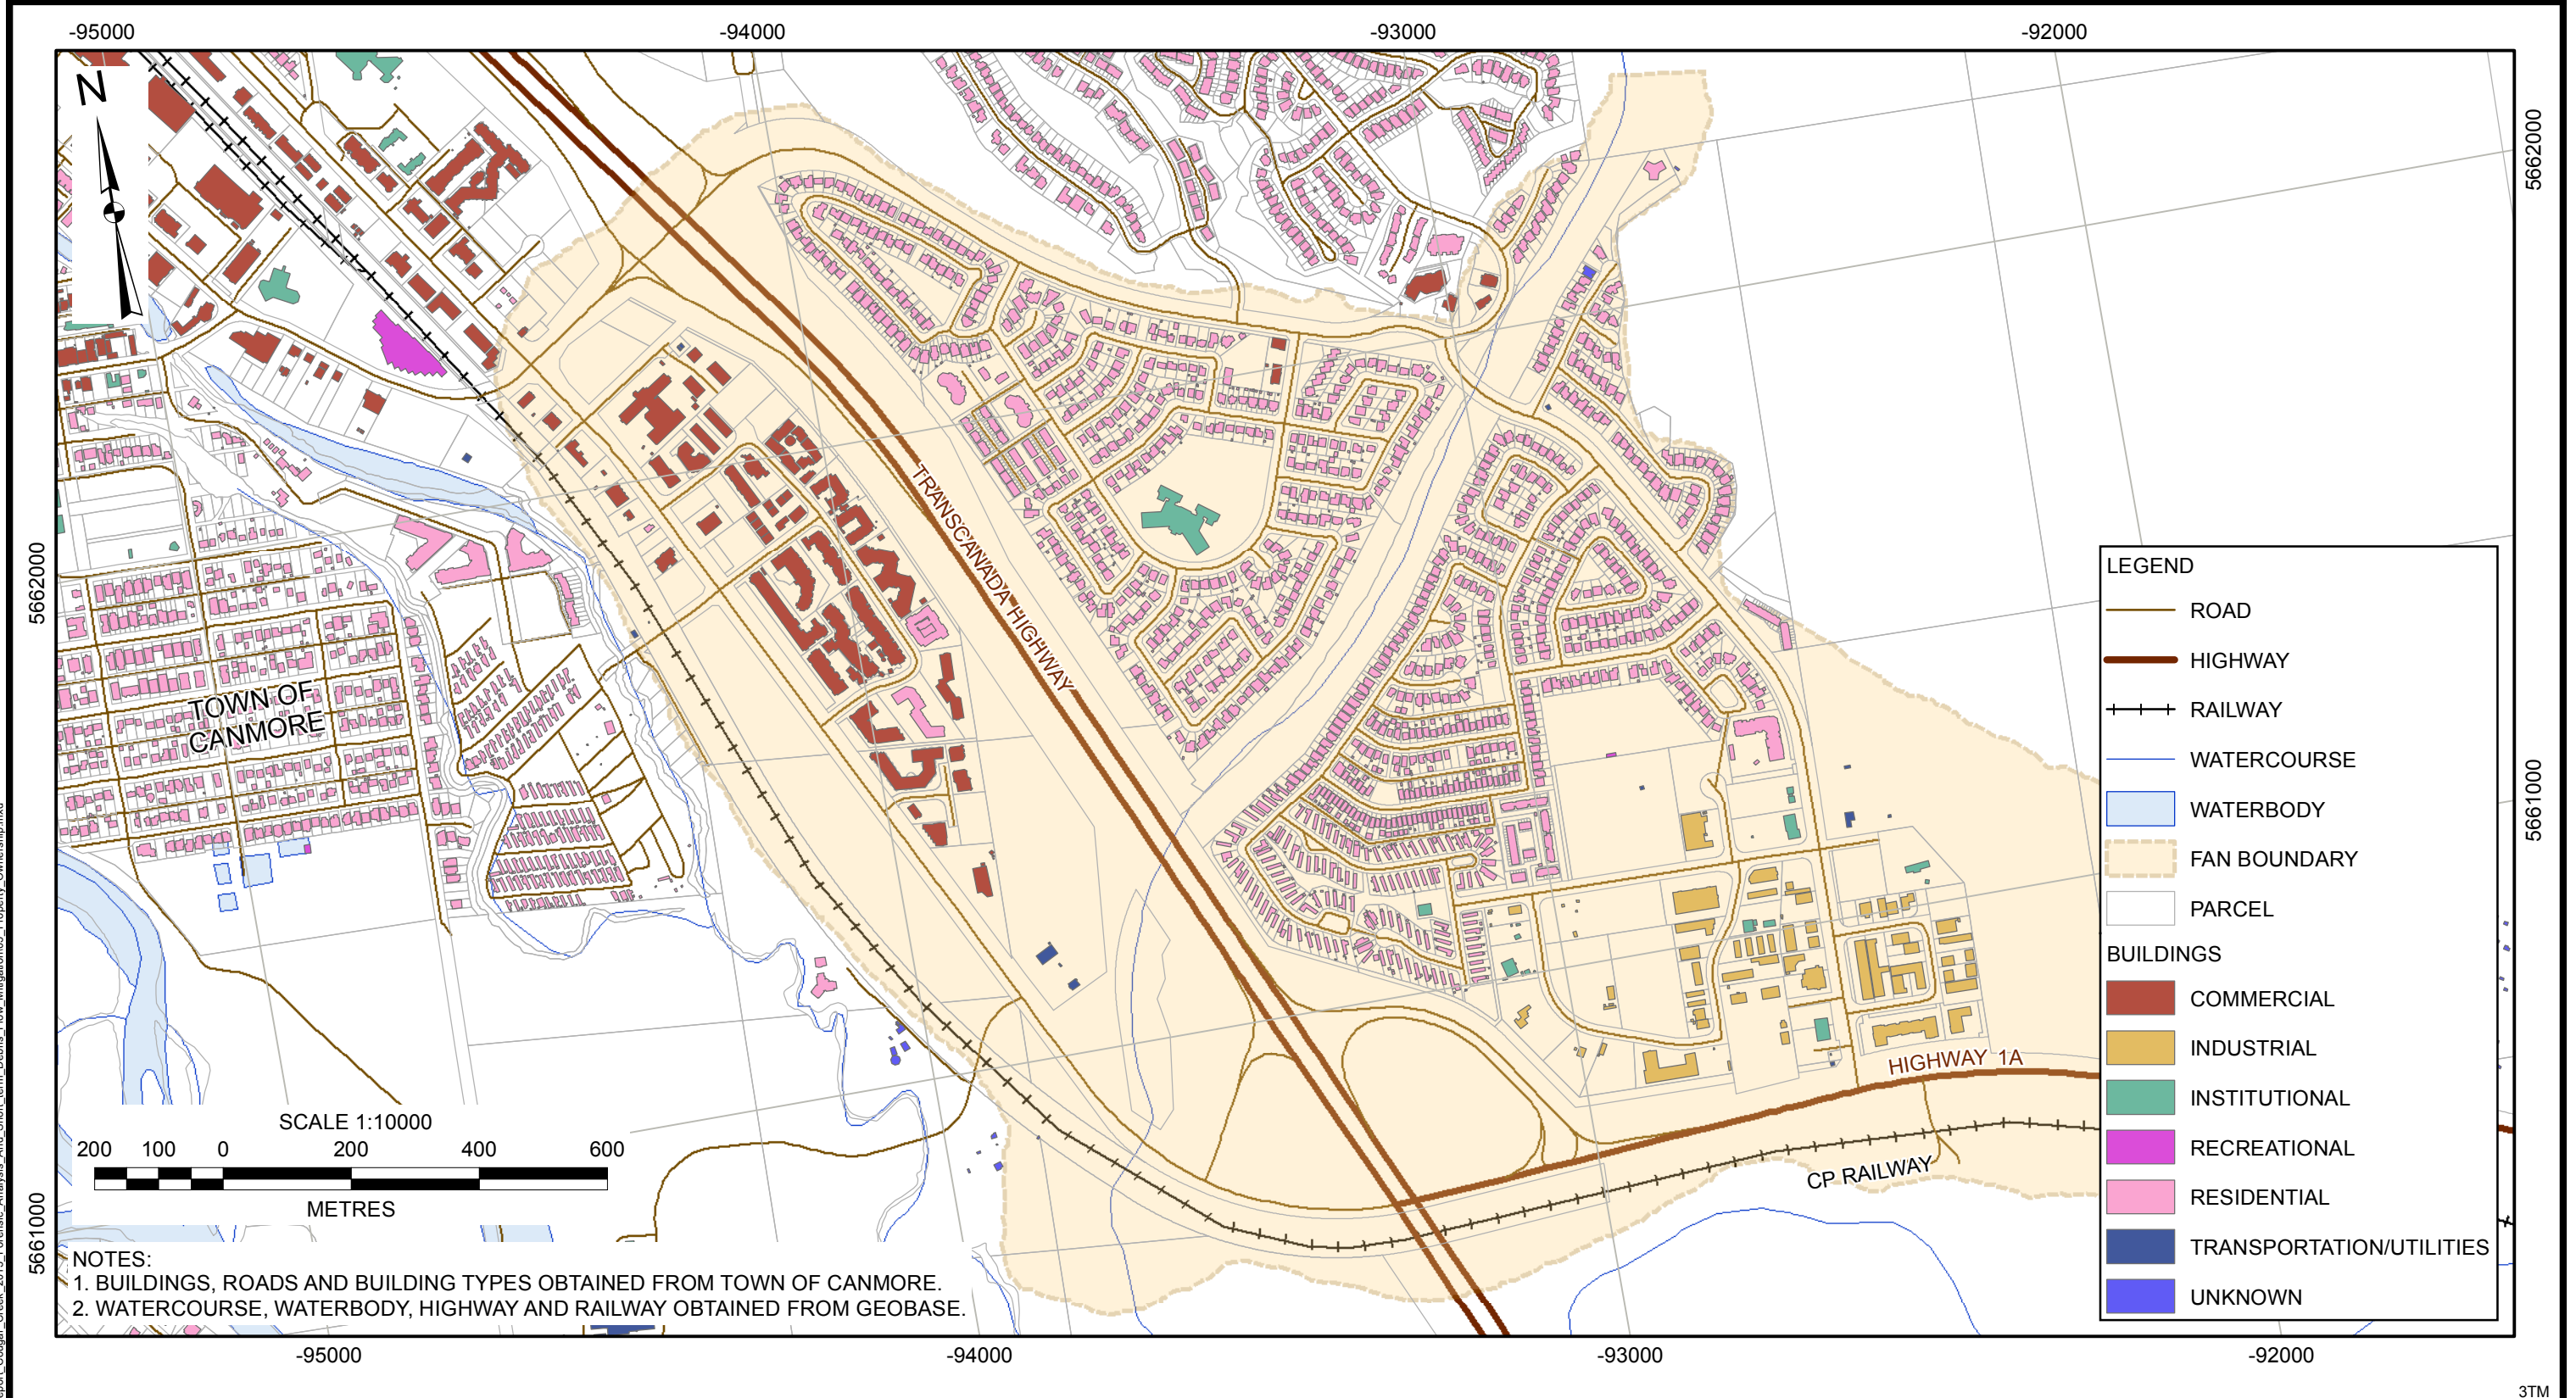 -95000
-94000
-93000
-92000
N
5662000
5662000
TRANSCANADA HIGHWAY
TOWN OF
CANMORE
5661000
5661000
HIGHWAY 1A
CP RAILWAY
LEGEND
ROAD
HIGHWAY
RAILWAY
WATERCOURSE
WATERBODY
FAN BOUNDARY
PARCEL
BUILDINGS
COMMERCIAL
INDUSTRIAL
INSTITUTIONAL
RECREATIONAL
RESIDENTIAL
TRANSPORTATION/UTILITIES
UNKNOWN
SCALE 1:10000
200 100 0 200 400 600
METRES
NOTES:
1. BUILDINGS, ROADS AND BUILDING TYPES OBTAINED FROM TOWN OF CANMORE.
2. WATERCOURSE, WATERBODY, HIGHWAY AND RAILWAY OBTAINED FROM GEOBASE.
-95000
-94000
-93000
-92000
3TM